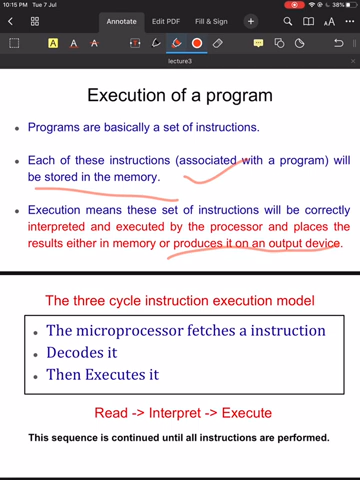 10:15 PM Tue 7 Jul
38%
Annotate Edit PDF Fill & Sign
AA
A A A
lecture3
Execution of a program
Programs are basically a set of instructions.
Each of these instructions (associated with a program) will
be stored in the memory.
Execution means these set of instructions will be correctly
interpreted and executed by the processor and places the
results either in memory or produces it on an output device.
The three cycle instruction execution model
The microprocessor fetches a instruction
Decodes it
Then Executes it
Read -> Interpret -> Execute
This sequence is continued until all instructions are performed.